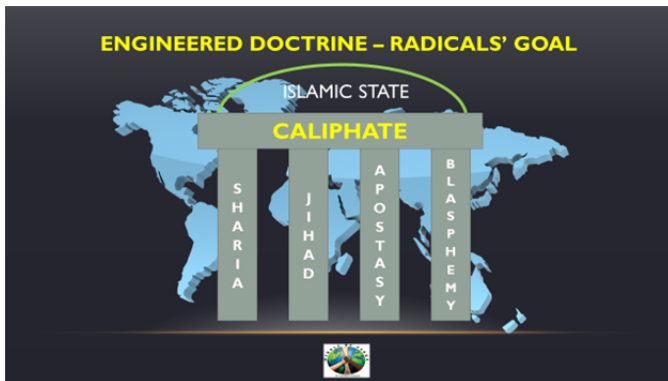 ENGINEERED DOCTRINE – RADICALS' GOAL
ISLAMIC STATE
CALIPHATE
SHARIA
JIHAD
APOSTASY
BLASPHEMY